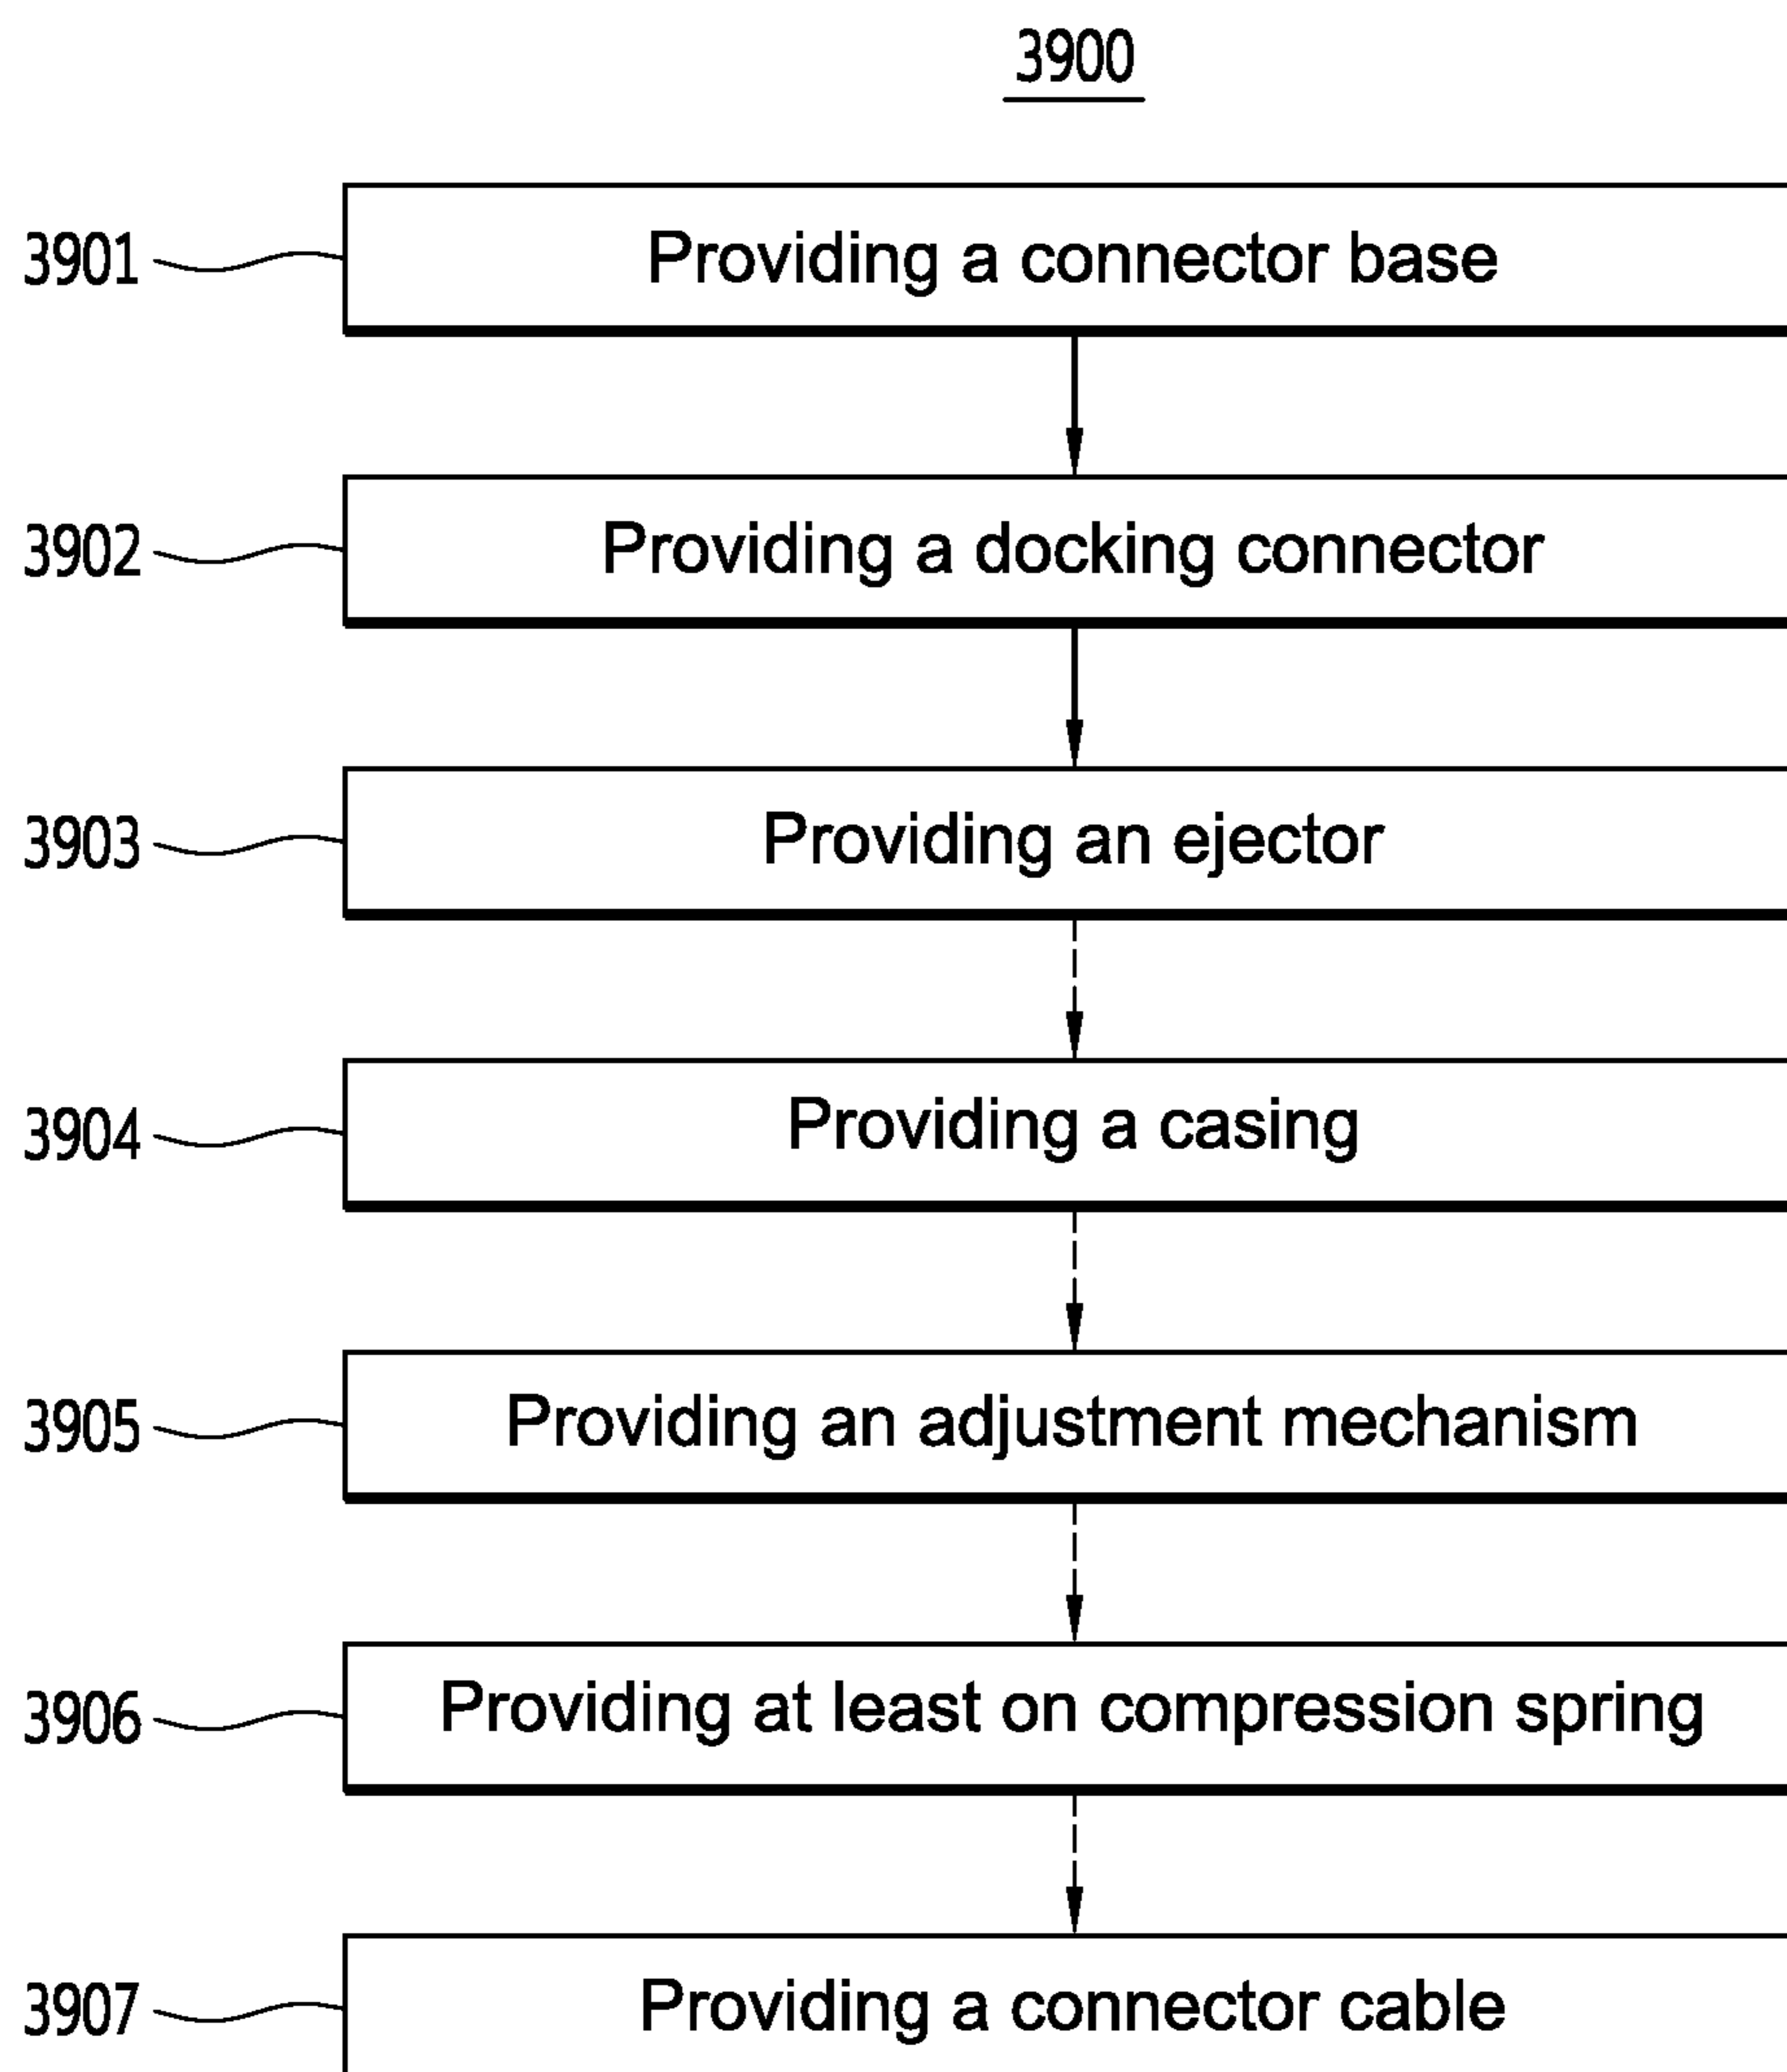 3900
3901 Providing a connector base
3902 Providing a docking connector
3903 Providing an ejector
3904 Providing a casing
3905 Providing an adjustment mechanism
3906 Providing at least on compression spring
3907 Providing a connector cable